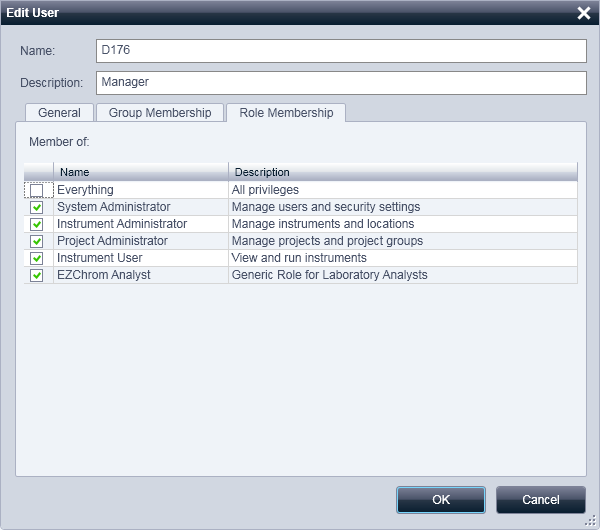 Edit User
Name: D176
Description: Manager
General Group Membership Role Membership
Member of:
Name Description
Everything All privileges
System Administrator Manage users and security settings
Instrument Administrator Manage instruments and locations
Project Administrator Manage projects and project groups
Instrument User View and run instruments
EZChrom Analyst Generic Role for Laboratory Analysts
OK Cancel